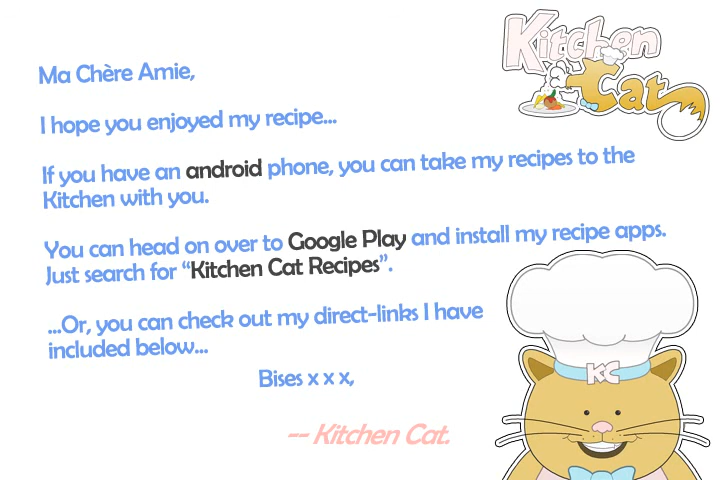 Kitchen
Cat
Ma Chère Amie,
I hope you enjoyed my recipe...
If you have an android phone, you can take my recipes to the
Kitchen with you.
You can head on over to Google Play and install my recipe apps.
Just search for “Kitchen Cat Recipes”.
...Or, you can check out my direct-links I have
included below...
Bises x x x,
-- Kitchen Cat.
KC